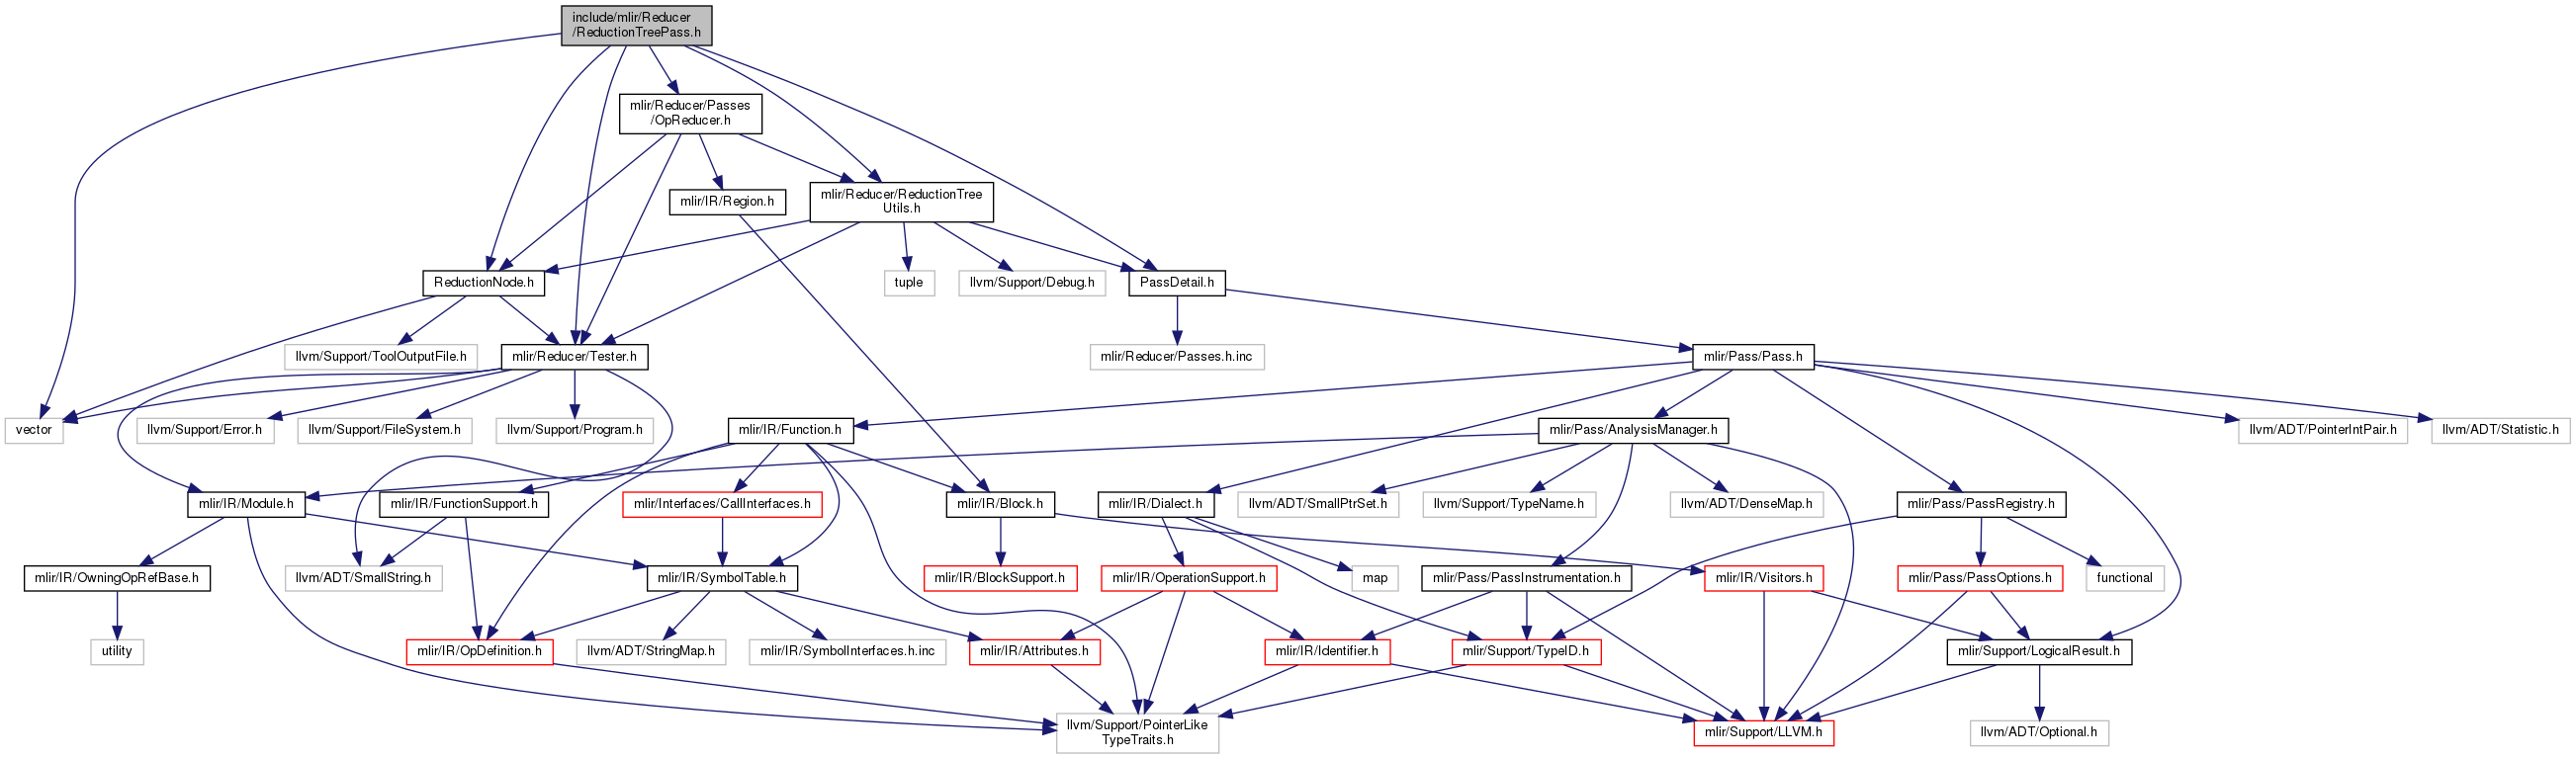 include/mlir/Reducer
/ReductionTreePass.h
mlir/Reducer/Passes
/OpReducer.h
mlir/IR/Region.h
mlir/Reducer/ReductionTree
Utils.h
ReductionNode.h
tuple
llvm/Support/Debug.h
PassDetail.h
llvm/Support/ToolOutputFile.h
mlir/Reducer/Tester.h
mlir/Reducer/Passes.h.inc
mlir/Pass/Pass.h
vector
llvm/Support/Error.h
llvm/Support/FileSystem.h
llvm/Support/Program.h
mlir/IR/Function.h
mlir/Pass/AnalysisManager.h
llvm/ADT/PointerIntPair.h
llvm/ADT/Statistic.h
mlir/IR/Module.h
mlir/IR/FunctionSupport.h
mlir/Interfaces/CallInterfaces.h
mlir/IR/Block.h
mlir/IR/Dialect.h
llvm/ADT/SmallPtrSet.h
llvm/Support/TypeName.h
llvm/ADT/DenseMap.h
mlir/Pass/PassRegistry.h
mlir/IR/OwningOpRefBase.h
llvm/ADT/SmallString.h
mlir/IR/SymbolTable.h
mlir/IR/BlockSupport.h
mlir/IR/OperationSupport.h
map
mlir/Pass/PassInstrumentation.h
mlir/IR/Visitors.h
mlir/Pass/PassOptions.h
functional
utility
mlir/IR/OpDefinition.h
llvm/ADT/StringMap.h
mlir/IR/SymbolInterfaces.h.inc
mlir/IR/Attributes.h
mlir/IR/Identifier.h
mlir/Support/TypeID.h
mlir/Support/LogicalResult.h
llvm/Support/PointerLike
TypeTraits.h
mlir/Support/LLVM.h
llvm/ADT/Optional.h